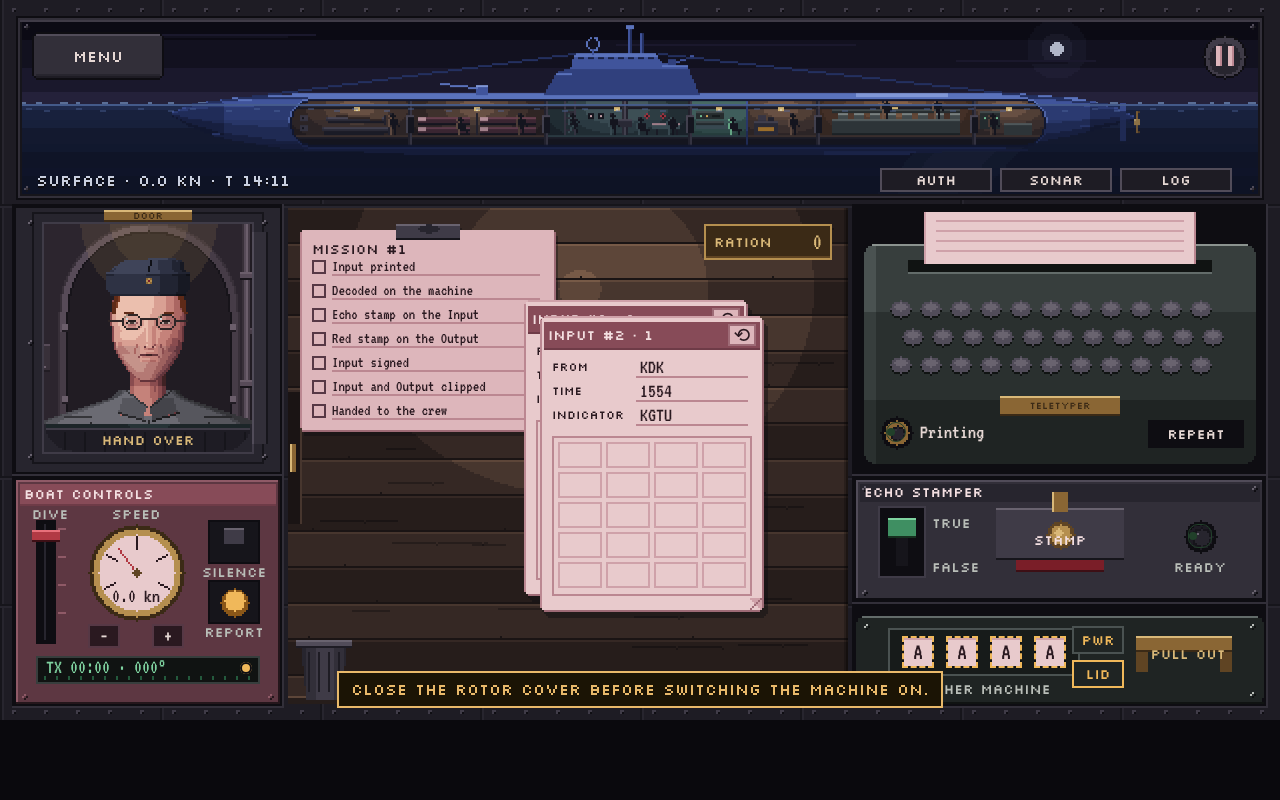 MENU
SURFACE · 0.0 KN · T 14:11
AUTH
SONAR
LOG
DOOR
HAND OVER
MISSION #1
Input printed
Decoded on the machine
Echo stamp on the Input
Red stamp on the Output
Input signed
Input and Output clipped
Handed to the crew
RATION 0
INPUT #2 · 1
FROM KDK
TIME 1554
INDICATOR KGTU
TELETYPER
Printing
REPEAT
BOAT CONTROLS
DIVE
SPEED
0.0 kn
-
+
SILENCE
REPORT
TX 00:00 · 000°
ECHO STAMPER
TRUE
FALSE
STAMP
READY
A A A A
PWR
LID
PULL OUT
HER MACHINE
CLOSE THE ROTOR COVER BEFORE SWITCHING THE MACHINE ON.